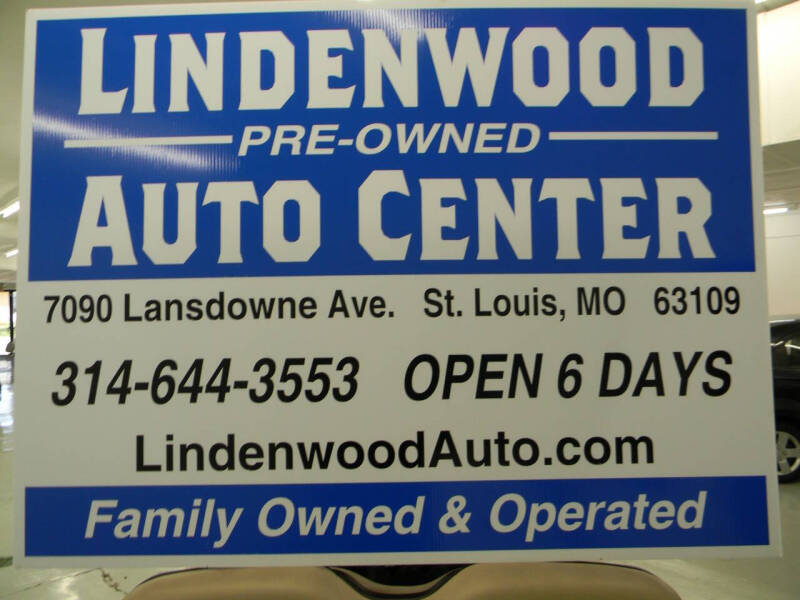 LINDENWOOD
PRE-OWNED
AUTO CENTER
7090 Lansdowne Ave. St. Louis, MO 63109
314-644-3553 OPEN 6 DAYS
LindenwoodAuto.com
Family Owned & Operated